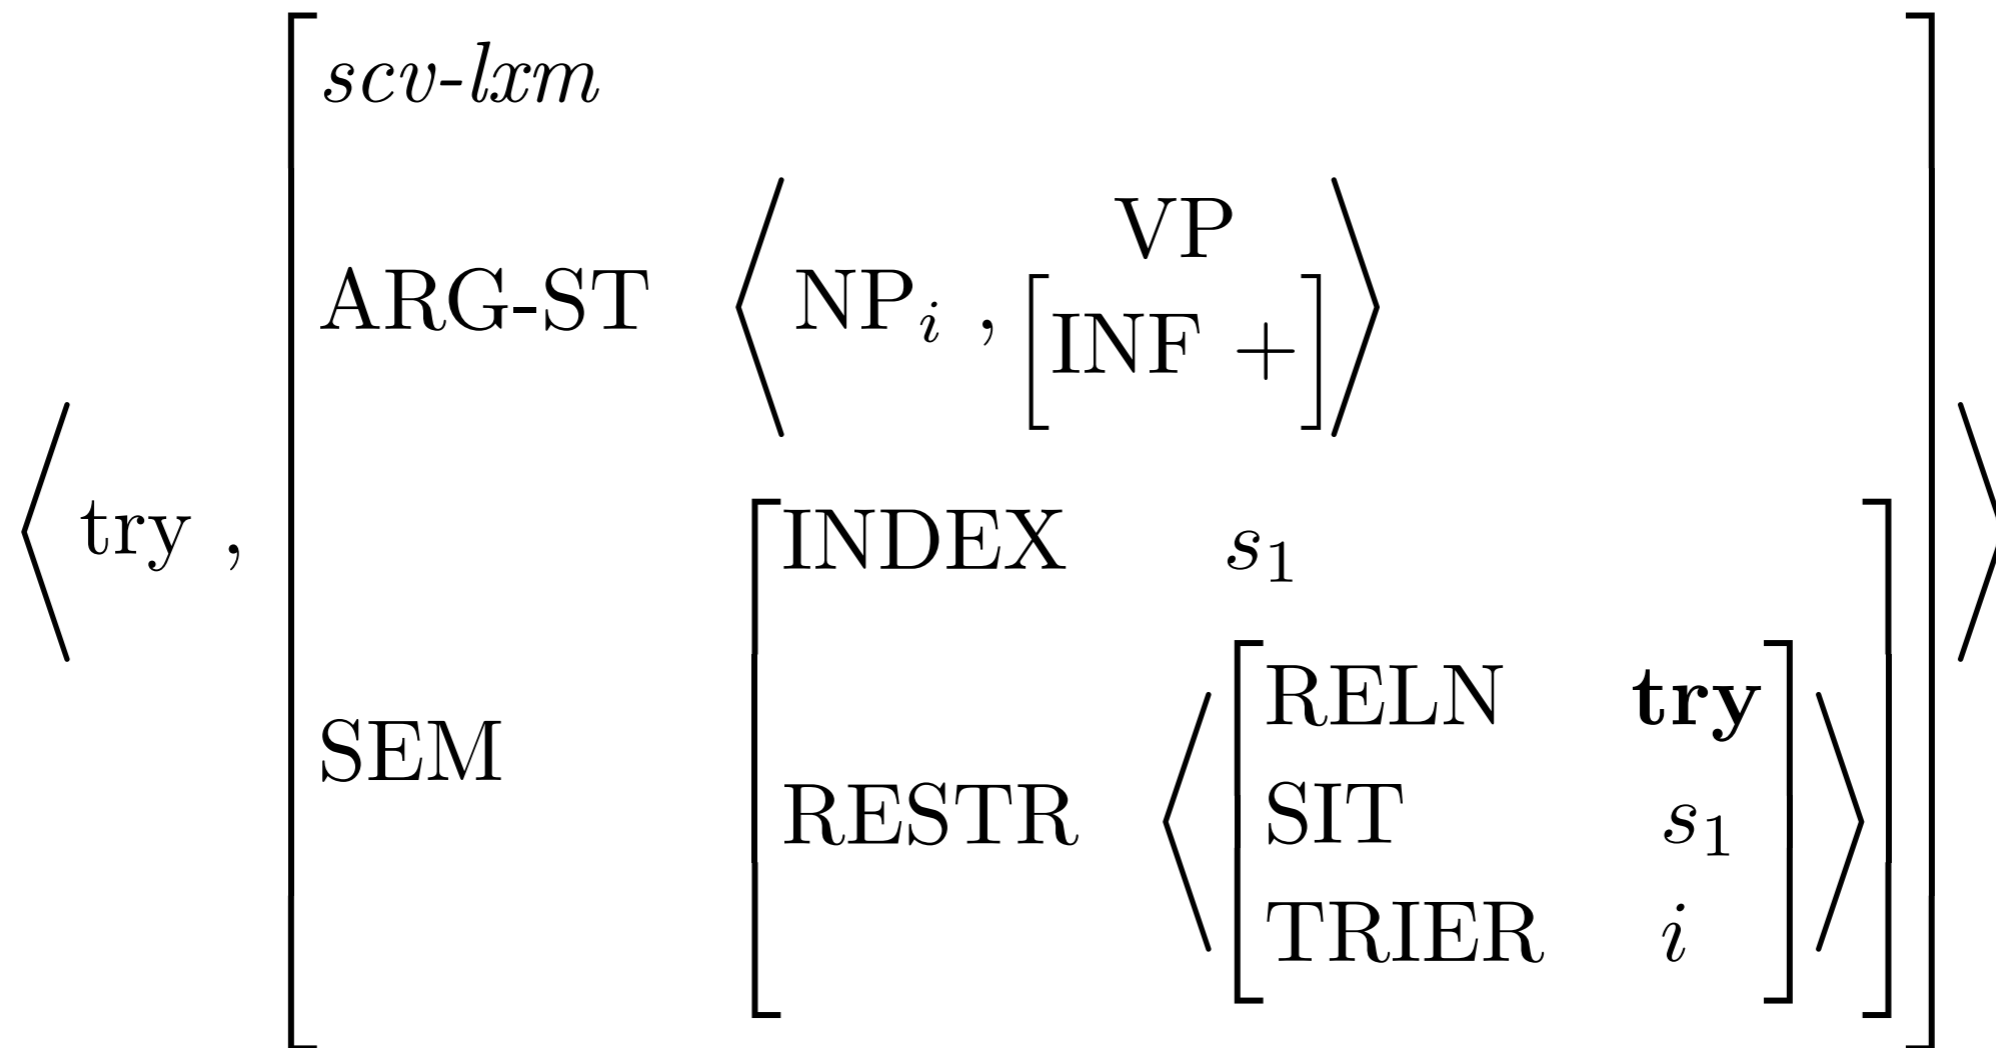 scv-lxm
VP
ARG-ST ⟨ NPᵢ , [INF +] ⟩
⟨ try ,
INDEX s₁
RELN try
SEM
RESTR ⟨ SIT s₁ ⟩
TRIER i